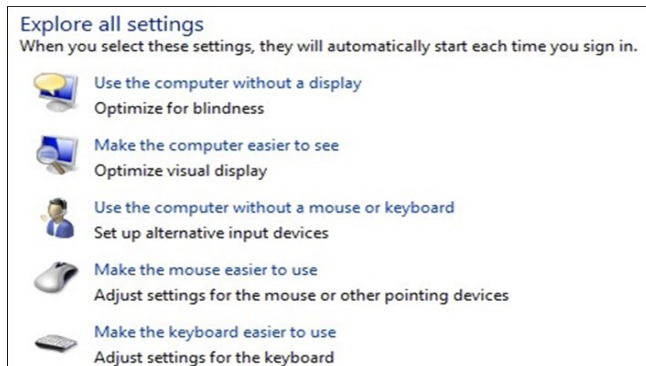 Explore all settings
When you select these settings, they will automatically start each time you sign in.
Use the computer without a display
Optimize for blindness
Make the computer easier to see
Optimize visual display
Use the computer without a mouse or keyboard
Set up alternative input devices
Make the mouse easier to use
Adjust settings for the mouse or other pointing devices
Make the keyboard easier to use
Adjust settings for the keyboard